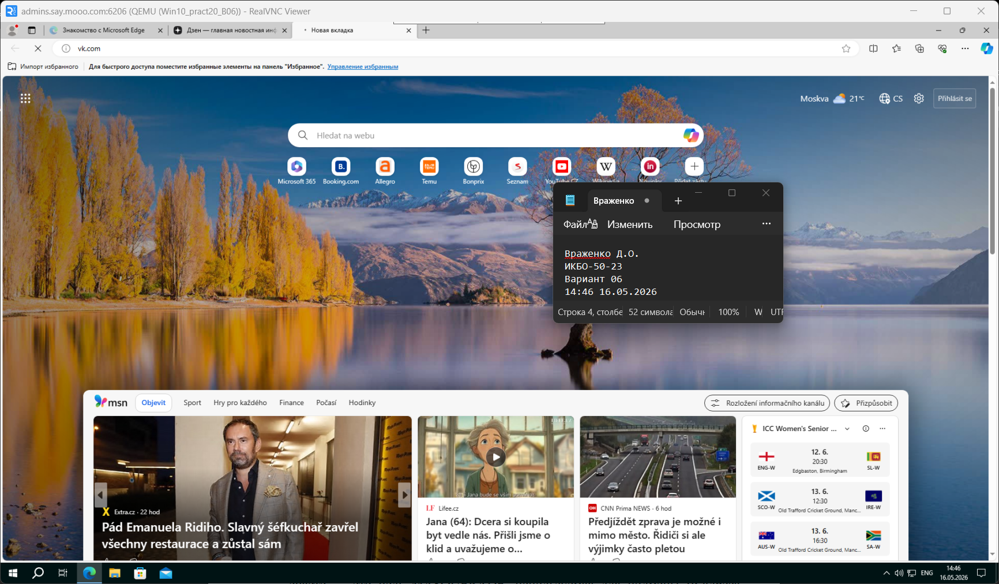 admins.say.mooo.com:6206 (QEMU (Win10_pract20_B06)) - RealVNC Viewer
Знакомство с Microsoft Edge
Дзен — главная новостная инф
Новая вкладка
vk.com
Импорт избранного
Для быстрого доступа поместите избранные элементы на панель "Избранное". Управление избранным
Moskva 21°C
CS
Přihlásit se
Hledat na webu
Microsoft 365
Booking.com
Allegro
Temu
Bonprix
Seznam
YouTube
Wikipedia
Novinky
Přidat zástu
Враженко
Файл
Изменить
Просмотр
Враженко Д.О.
ИКБО-50-23
Вариант 06
14:46 16.05.2026
Строка 4, столбе
52 символа
Обычн
100%
W
UTF
msn
Objevit
Sport
Hry pro každého
Finance
Počasí
Hodinky
Rozložení informačního kanálu
Přizpůsobit
Extra.cz · 22 hod
Pád Emanuela Ridiho. Slavný šéfkuchař zavřel
všechny restaurace a zůstal sám
LIFEE.CZ
LF Lifee.cz
Jana (64): Dcera si koupila
byt vedle nás. Přišli jsme o
klid a uvažujeme o...
CNN Prima NEWS · 6 hod
Předjíždět zprava je možné i
mimo město. Řidiči si ale
výjimky často pletou
ICC Women's Senior ...
12. 6.
20:30
ENG-W
SL-W
Edgbaston, Birmingham
13. 6.
12:30
SCO-W
IRE-W
Old Trafford Cricket Ground, Manc...
13. 6.
16:30
AUS-W
SA-W
Old Trafford Cricket Ground, Manc...
ENG
14:46
16.05.2026